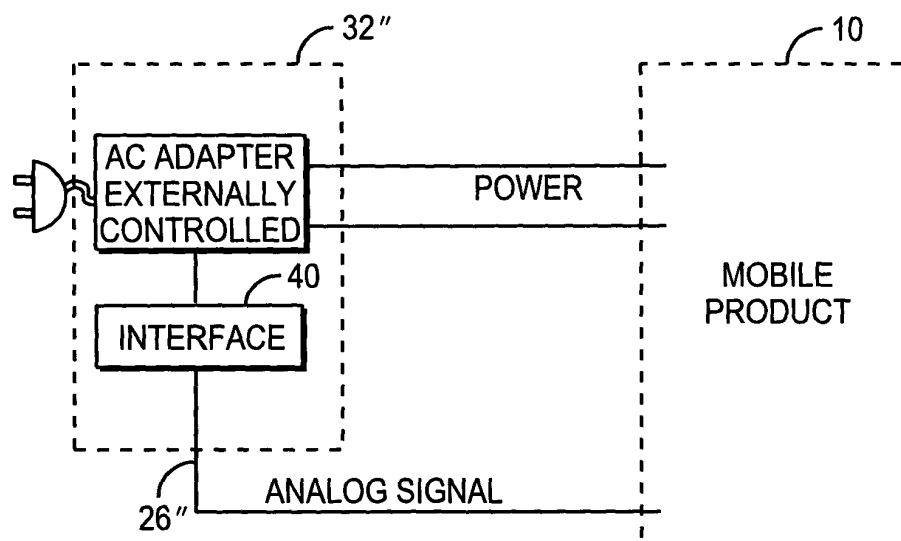 32"
10
AC ADAPTER
EXTERNALLY
CONTROLLED
POWER
40
INTERFACE
MOBILE
PRODUCT
ANALOG SIGNAL
26"